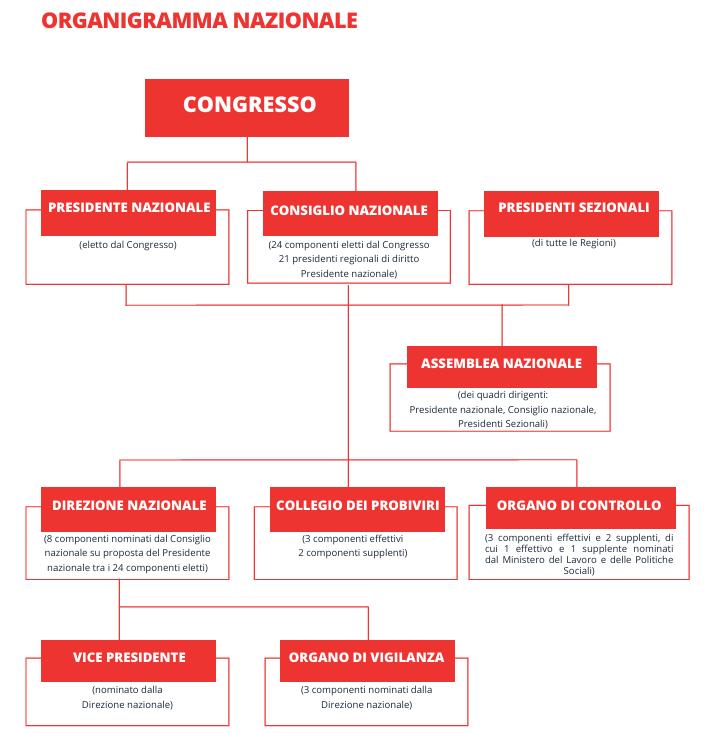 ORGANIGRAMMA NAZIONALE
CONGRESSO
PRESIDENTE NAZIONALE
(eletto dal Congresso)
CONSIGLIO NAZIONALE
(24 componenti eletti dal Congresso
21 presidenti regionali di diritto
Presidente nazionale)
PRESIDENTI SEZIONALI
(di tutte le Regioni)
ASSEMBLEA NAZIONALE
(dei quadri dirigenti:
Presidente nazionale, Consiglio nazionale,
Presidenti Sezionali)
DIREZIONE NAZIONALE
(8 componenti nominati dal Consiglio
nazionale su proposta del Presidente
nazionale tra i 24 componenti eletti)
COLLEGIO DEI PROBIVIRI
(3 componenti effettivi
2 componenti supplenti)
ORGANO DI CONTROLLO
(3 componenti effettivi e 2 supplenti, di
cui 1 effettivo e 1 supplente nominati
dal Ministero del Lavoro e delle Politiche
Sociali)
VICE PRESIDENTE
(nominato dalla
Direzione nazionale)
ORGANO DI VIGILANZA
(3 componenti nominati dalla
Direzione nazionale)